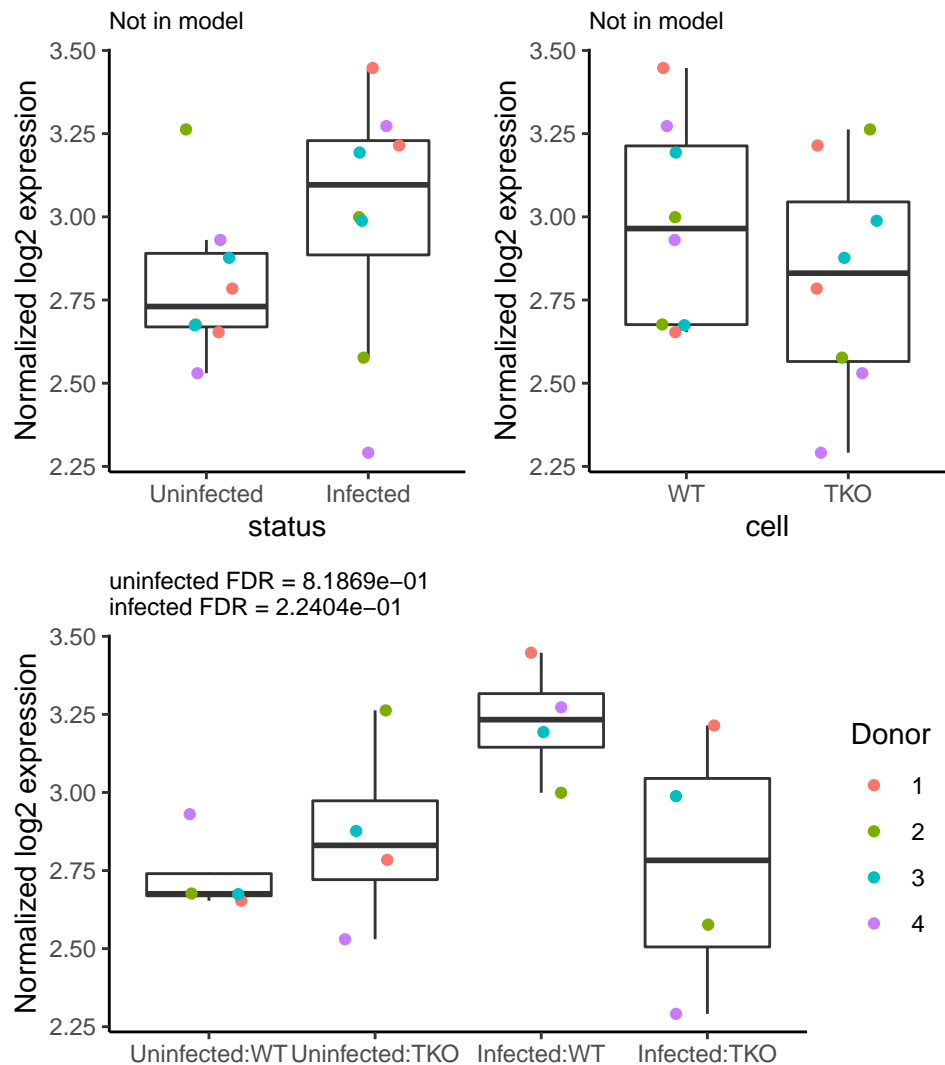 Not in model
Normalized log2 expression
3.50
3.25
3.00
2.75
2.50
2.25
Uninfected Infected
status
Not in model
Normalized log2 expression
3.50
3.25
3.00
2.75
2.50
2.25
WT TKO
cell
uninfected FDR = 8.1869e−01
infected FDR = 2.2404e−01
Normalized log2 expression
3.50
3.25
3.00
2.75
2.50
2.25
Uninfected:WT Uninfected:TKO Infected:WT Infected:TKO
Donor
1
2
3
4